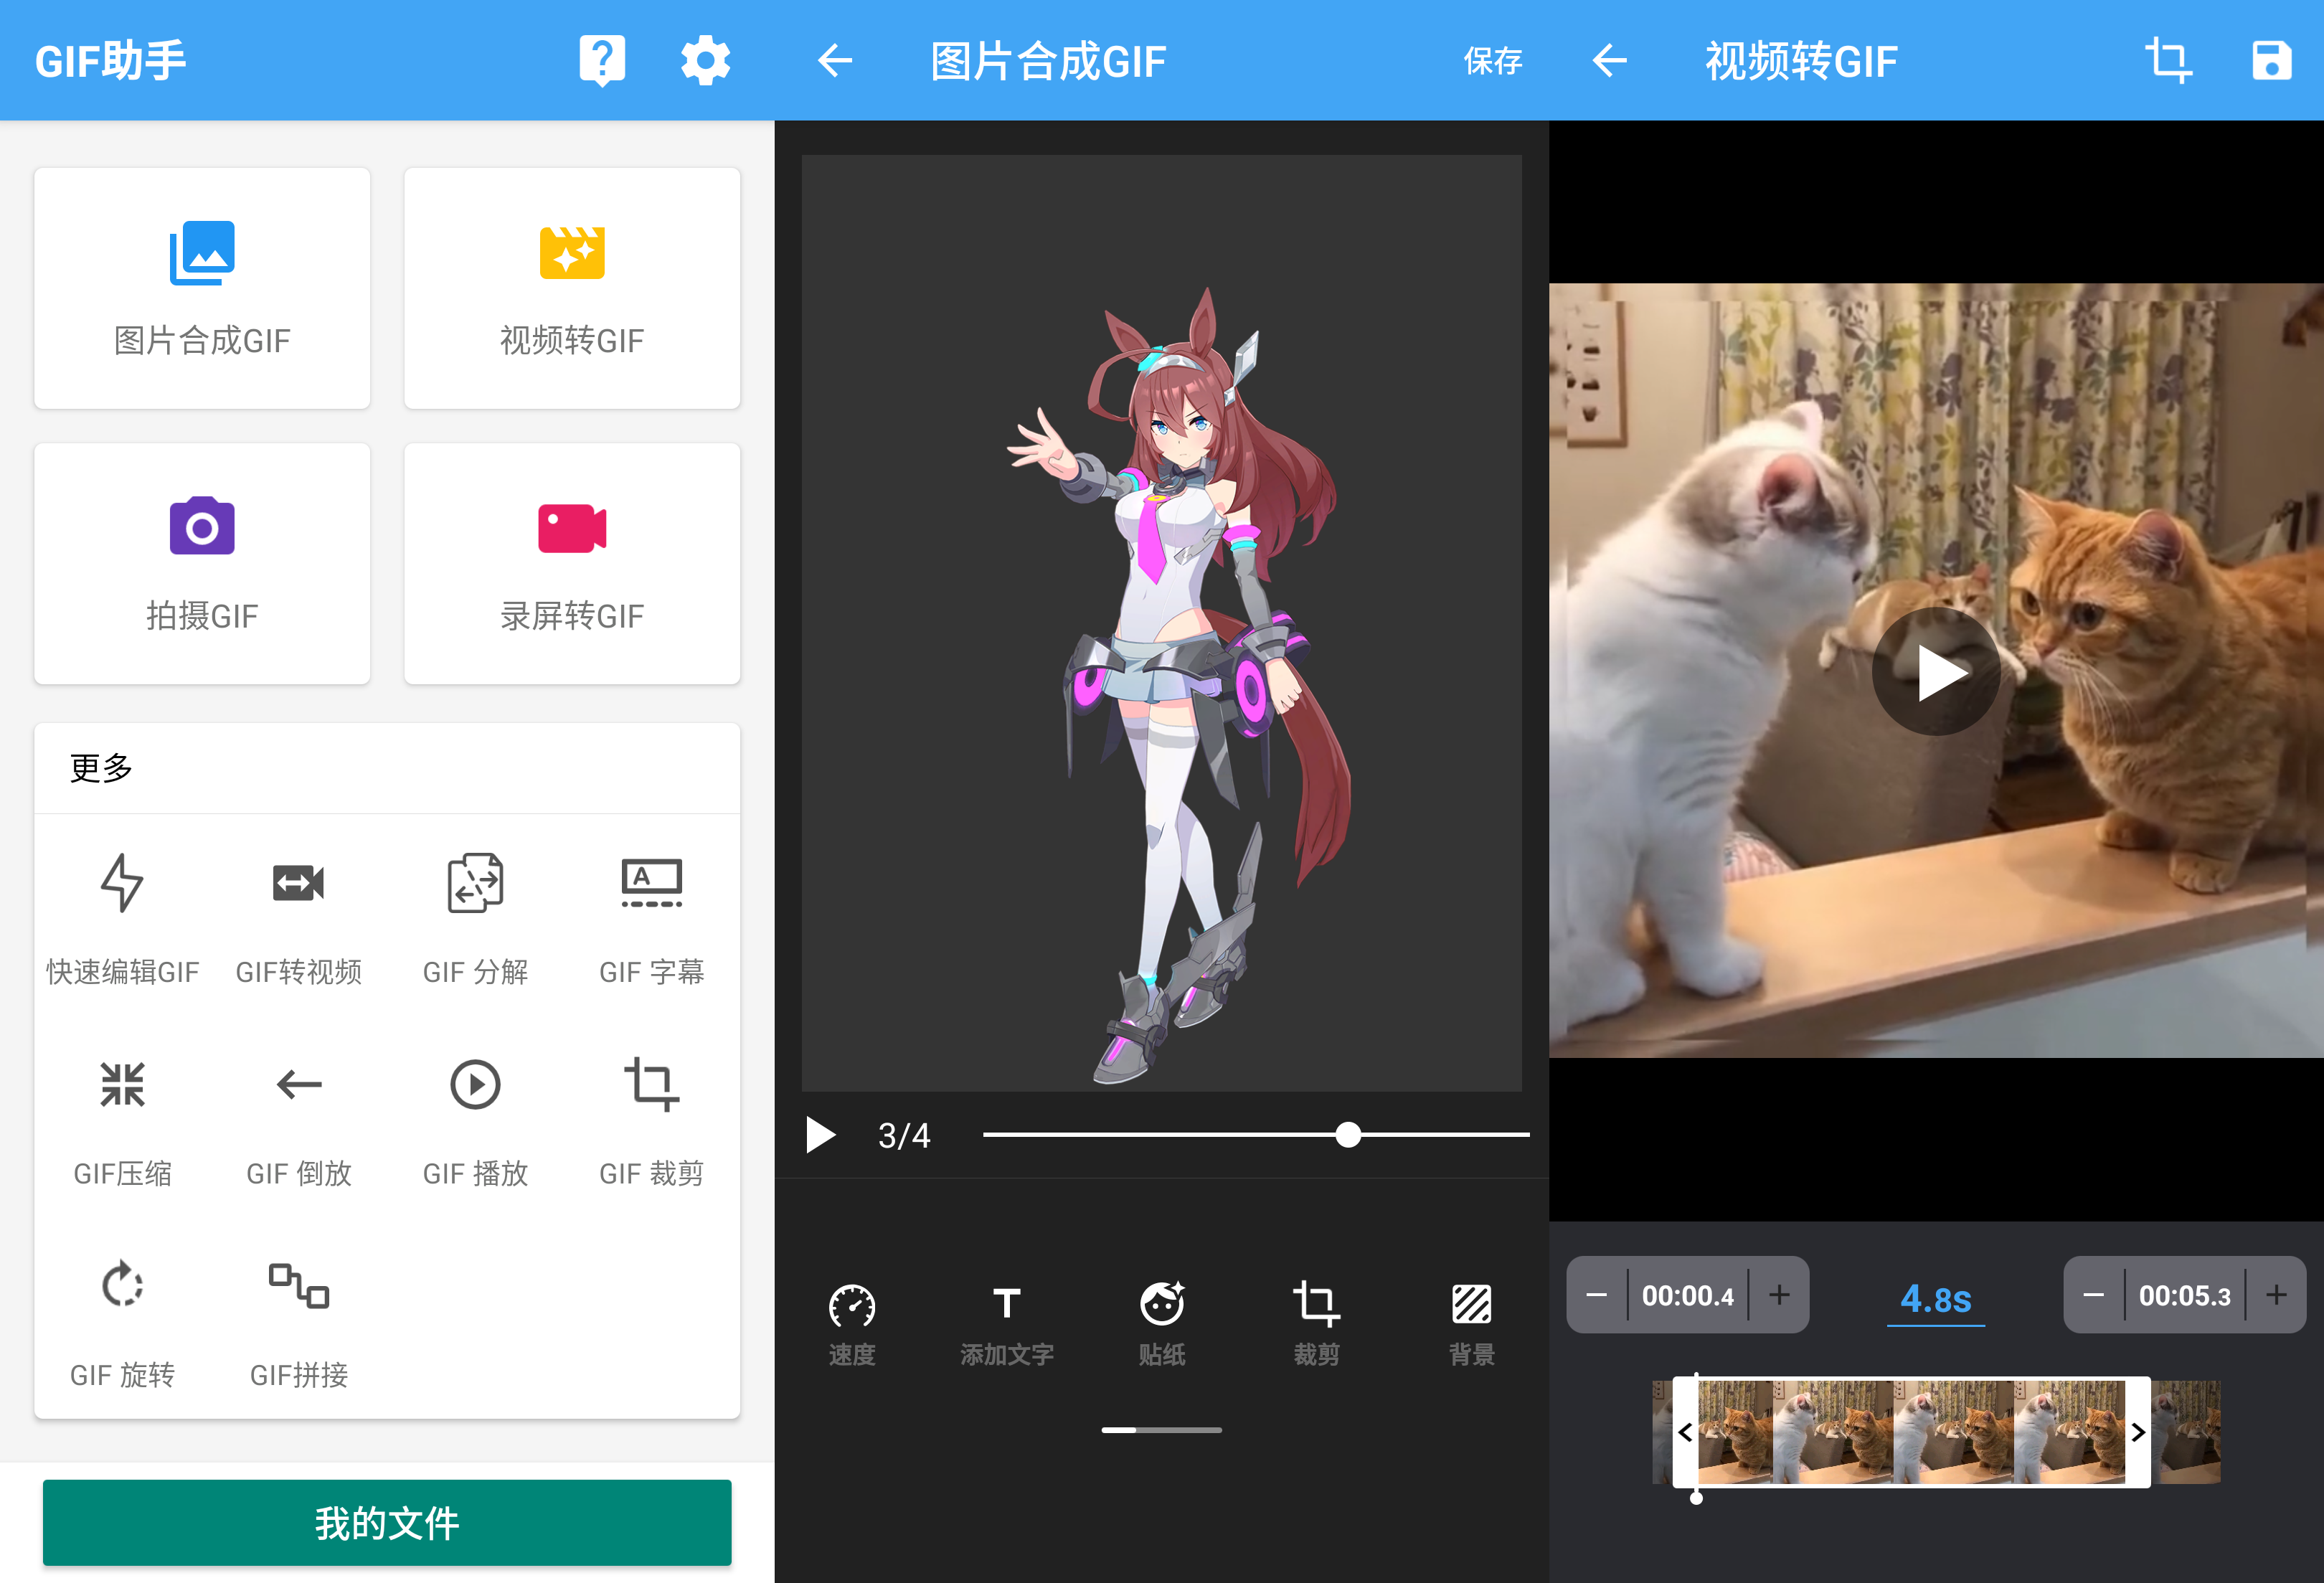 GIF助手
图片合成GIF
视频转GIF
拍摄GIF
录屏转GIF
更多
快速编辑GIF
GIF转视频
GIF 分解
GIF 字幕
GIF压缩
GIF 倒放
GIF 播放
GIF 裁剪
GIF 旋转
GIF拼接
我的文件
图片合成GIF
保存
3/4
速度
添加文字
贴纸
裁剪
背景
视频转GIF
00:00.4
4.8s
00:05.3